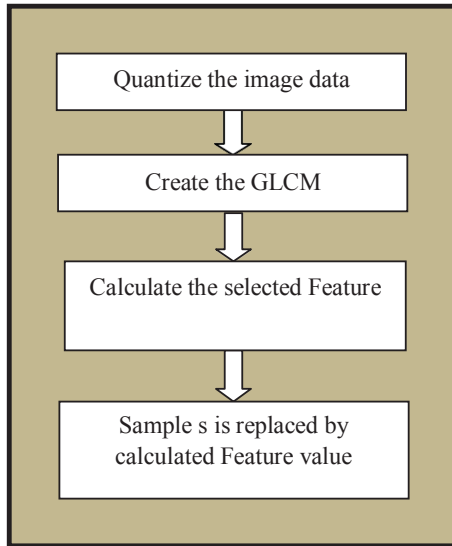 Quantize the image data
Create the GLCM
Calculate the selected Feature
Sample s is replaced by
calculated Feature value